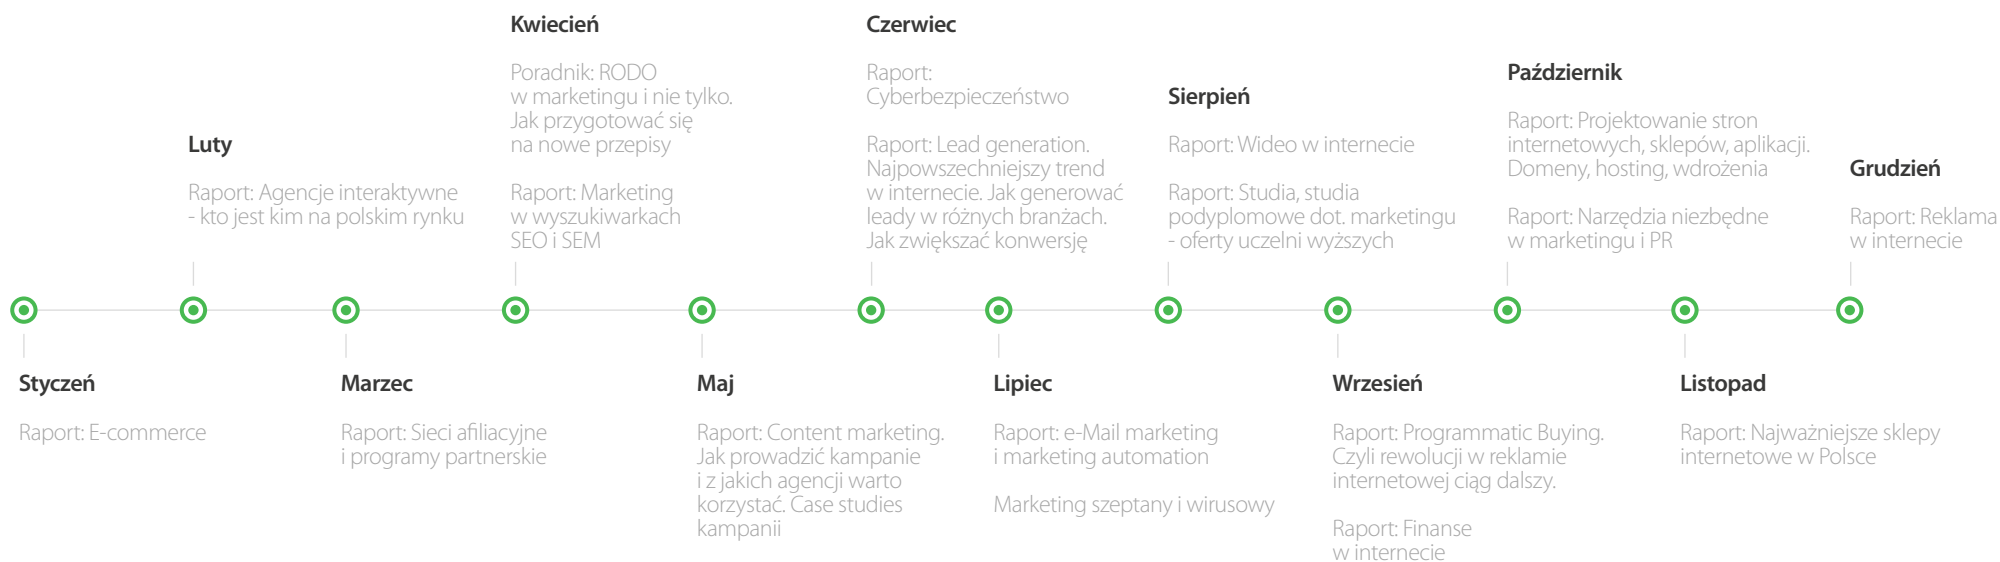 Styczeń
Raport: E-commerce
Luty
Raport: Agencje interaktywne
- kto jest kim na polskim rynku
Marzec
Raport: Sieci afiliacyjne
i programy partnerskie
Kwiecień
Poradnik: RODO
w marketingu i nie tylko.
Jak przygotować się
na nowe przepisy
Raport: Marketing
w wyszukiwarkach
SEO i SEM
Maj
Raport: Content marketing.
Jak prowadzić kampanie
i z jakich agencji warto
korzystać. Case studies
kampanii
Czerwiec
Raport:
Cyberbezpieczeństwo
Raport: Lead generation.
Najpowszechniejszy trend
w internecie. Jak generować
leady w różnych branżach.
Jak zwiększać konwersję
Lipiec
Raport: e-Mail marketing
i marketing automation
Marketing szeptany i wirusowy
Sierpień
Raport: Wideo w internecie
Raport: Studia, studia
podyplomowe dot. marketingu
- oferty uczelni wyższych
Wrzesień
Raport: Programmatic Buying.
Czyli rewolucji w reklamie
internetowej ciąg dalszy.
Raport: Finanse
w internecie
Październik
Raport: Projektowanie stron
internetowych, sklepów, aplikacji.
Domeny, hosting, wdrożenia
Raport: Narzędzia niezbędne
w marketingu i PR
Listopad
Raport: Najważniejsze sklepy
internetowe w Polsce
Grudzień
Raport: Reklama
w internecie